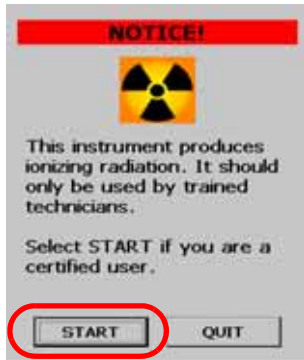 NOTICE!
This instrument produces
ionizing radiation. It should
only be used by trained
technicians.
Select START if you are a
certified user.
START
QUIT